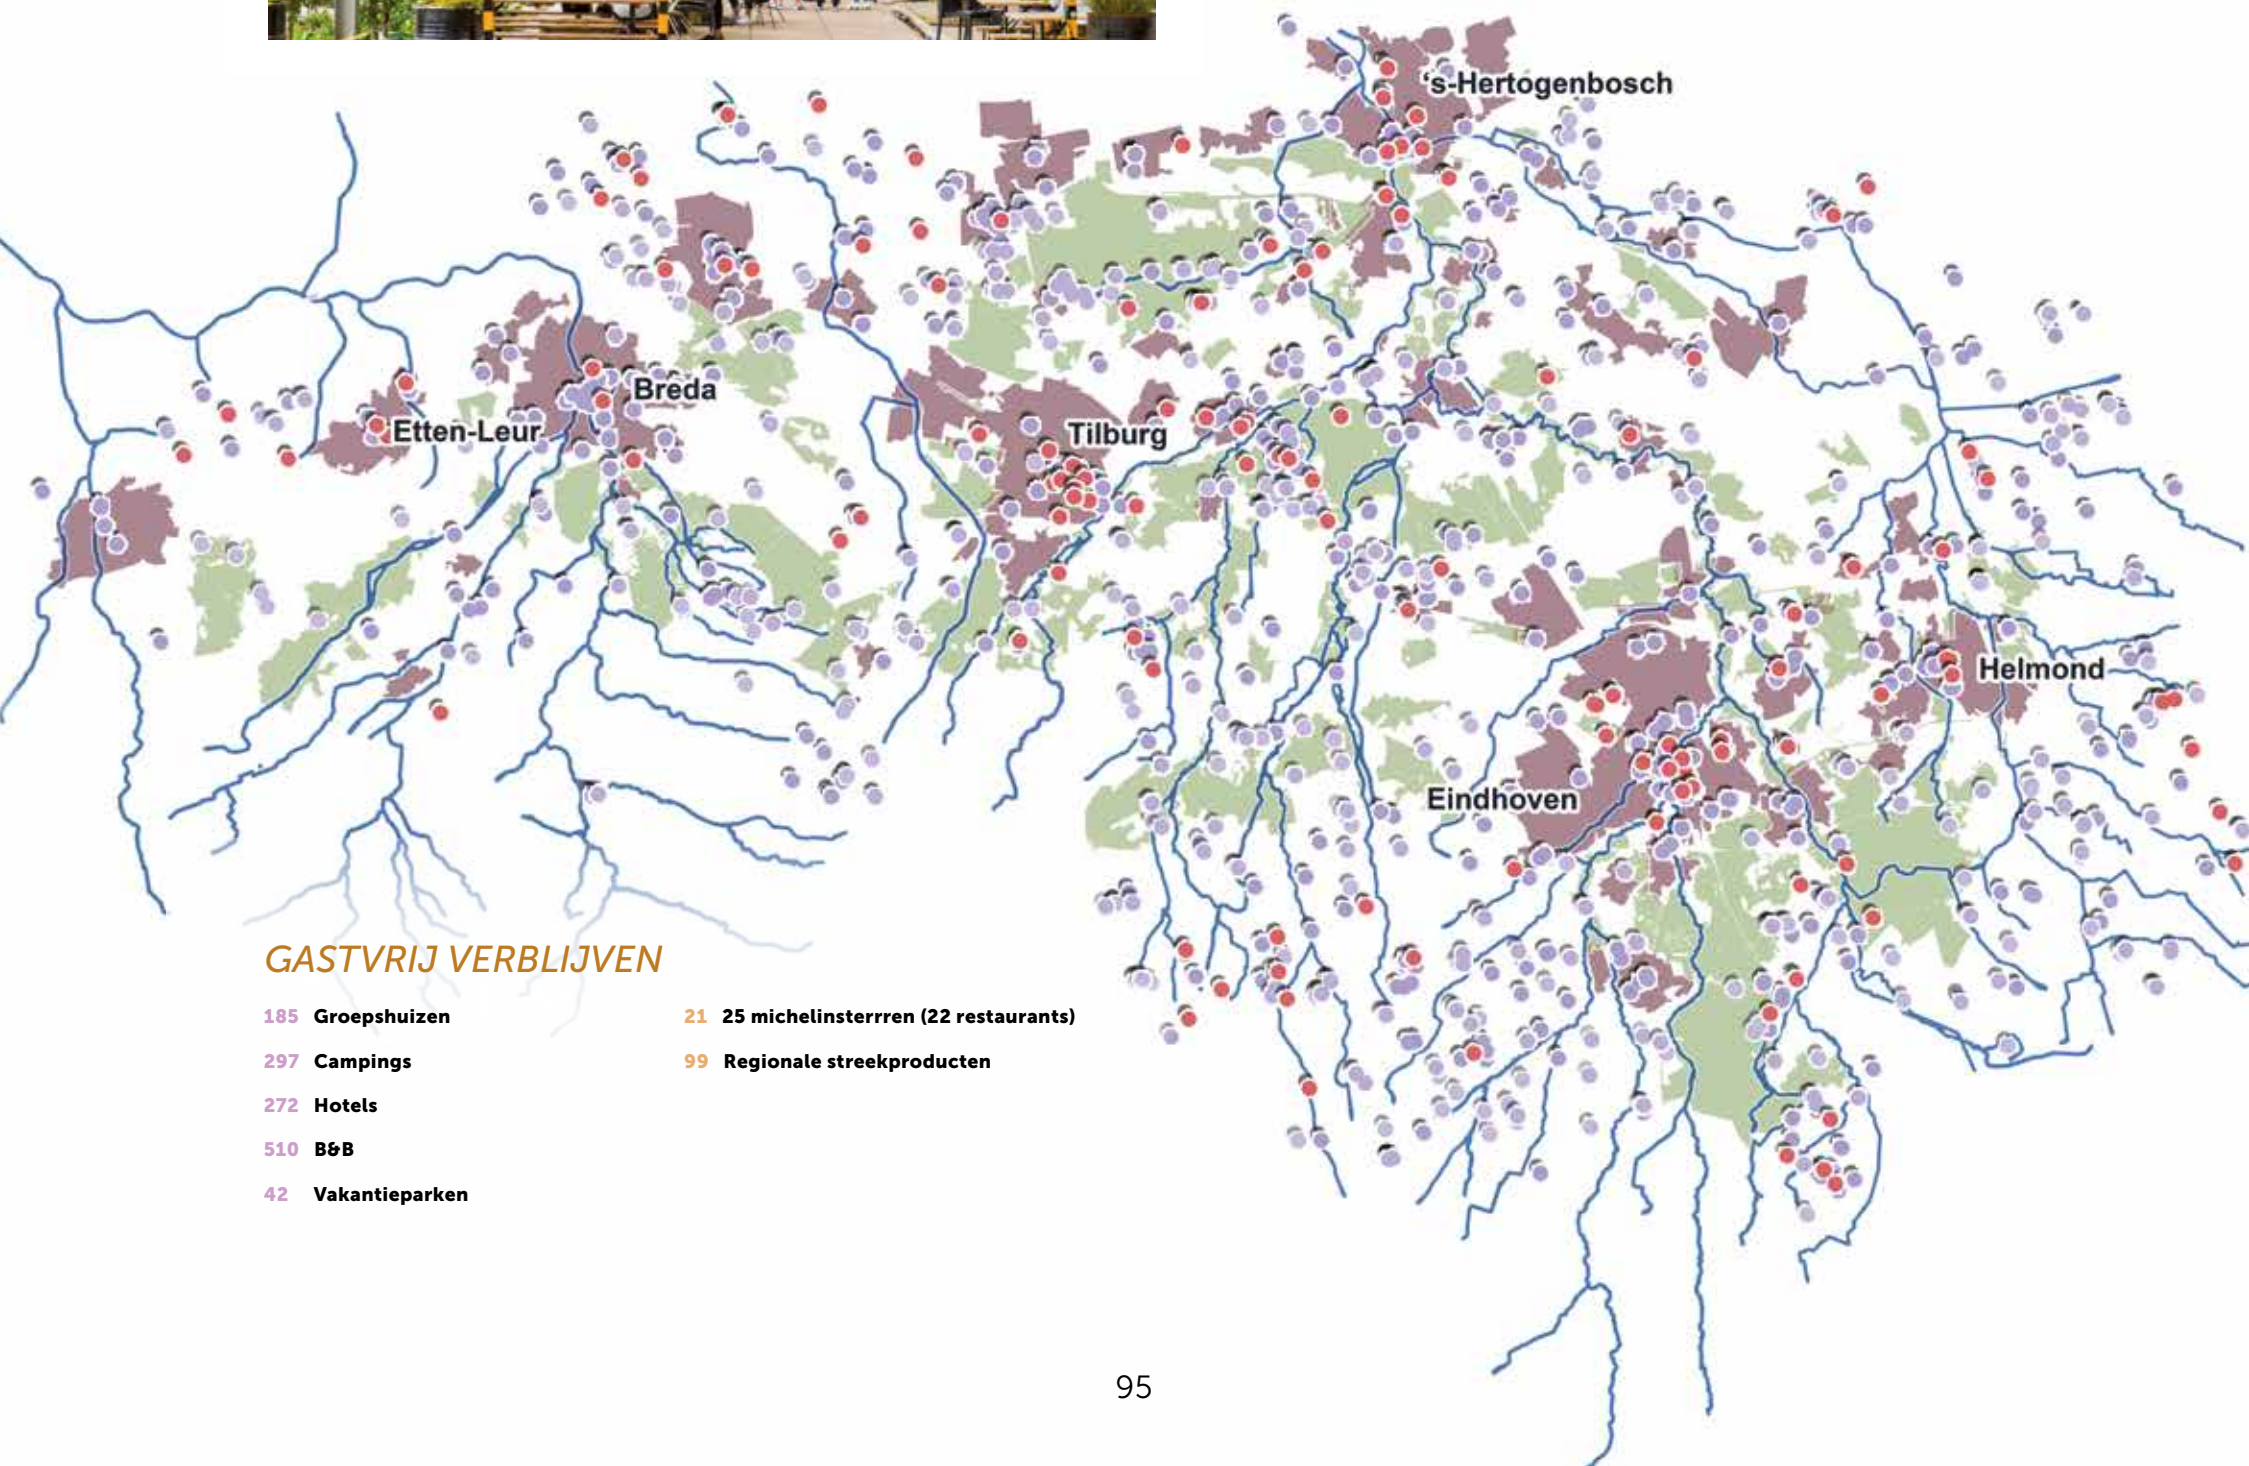 's-Hertogenbosch
Breda
Etten-Leur
Tilburg
Helmond
Eindhoven
GASTVRIJ VERBLIJVEN
185 Groepshuizen
297 Campings
272 Hotels
510 B&B
42 Vakantieparken
21 25 michelinsterrren (22 restaurants)
99 Regionale streekproducten
95